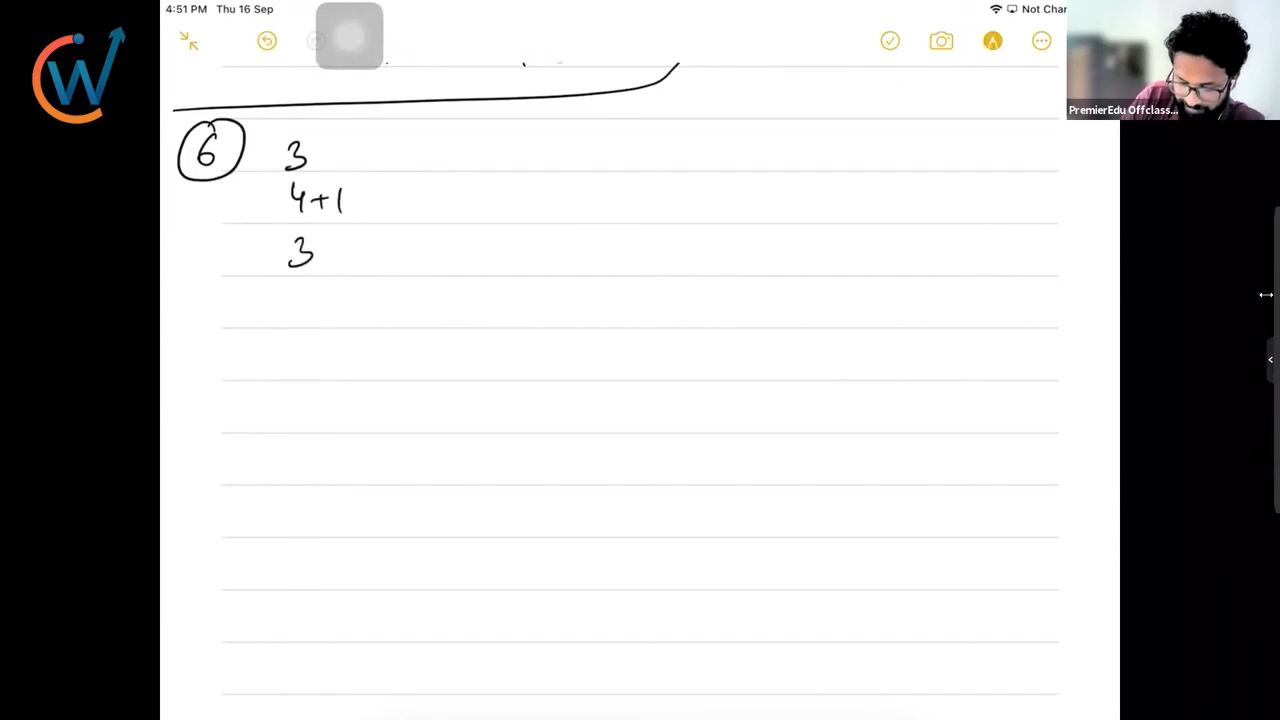 4:51 PM Thu 16 Sep
Not Char
PremierEdu Offclass...
W
6 3
4+1
3